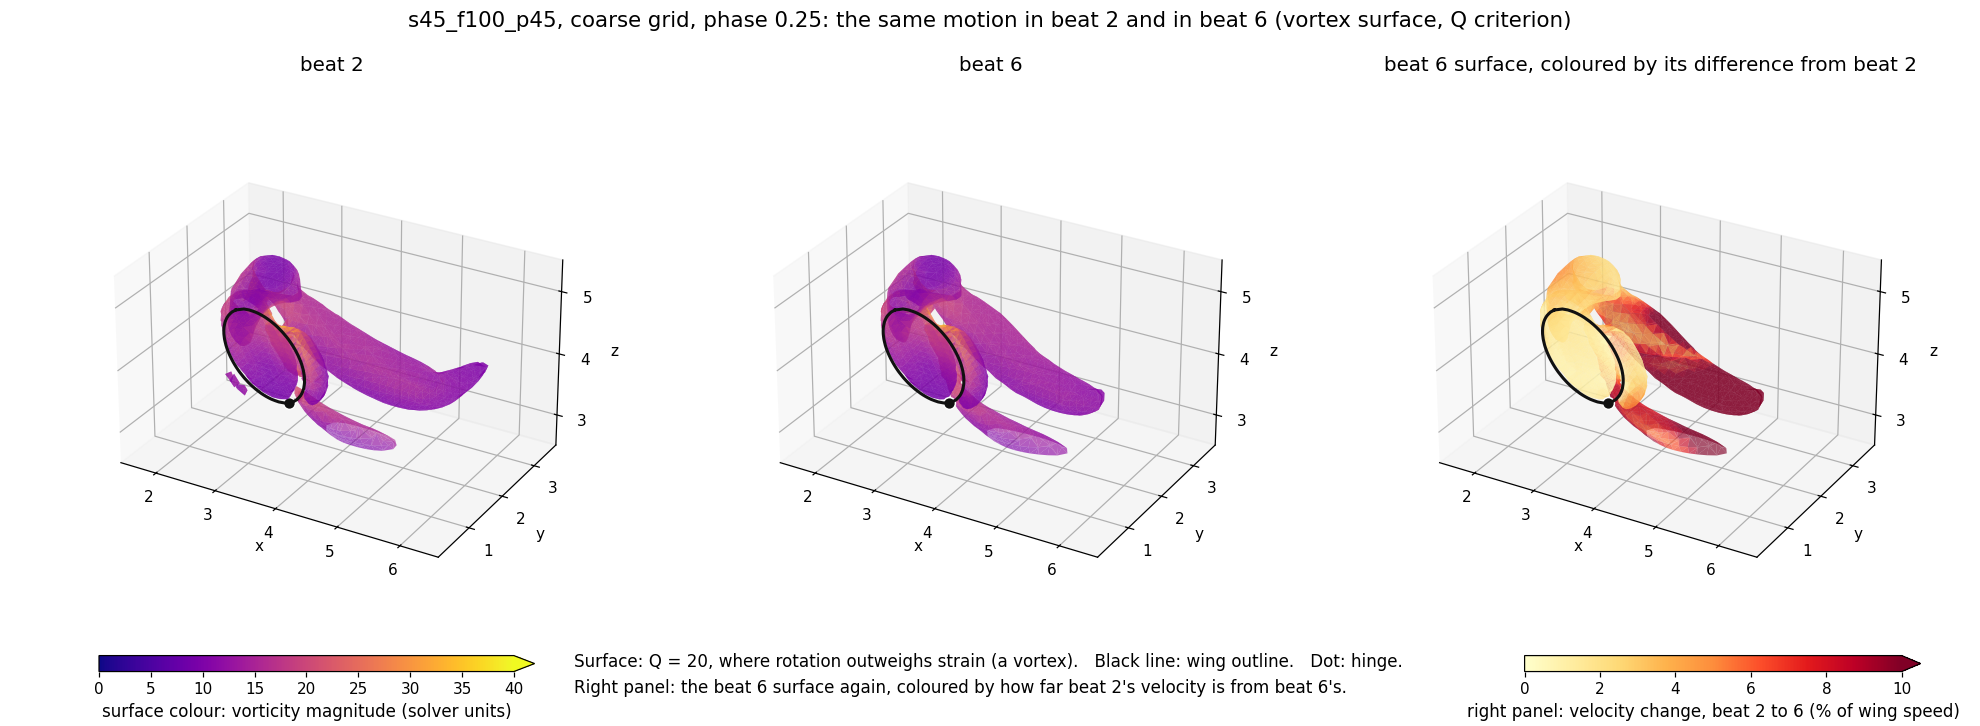 s45_f100_p45, coarse grid, phase 0.25: the same motion in beat 2 and in beat 6 (vortex surface, Q criterion)
beat 2
beat 6
beat 6 surface, coloured by its difference from beat 2
2
3
4
5
6
x
1
2
3
y
3
4
5
z
2
3
4
5
6
x
1
2
3
y
3
4
5
z
2
3
4
5
6
x
1
2
3
y
3
4
5
z
0 5 10 15 20 25 30 35 40
surface colour: vorticity magnitude (solver units)
Surface: Q = 20, where rotation outweighs strain (a vortex). Black line: wing outline. Dot: hinge.
Right panel: the beat 6 surface again, coloured by how far beat 2's velocity is from beat 6's.
0 2 4 6 8 10
right panel: velocity change, beat 2 to 6 (% of wing speed)